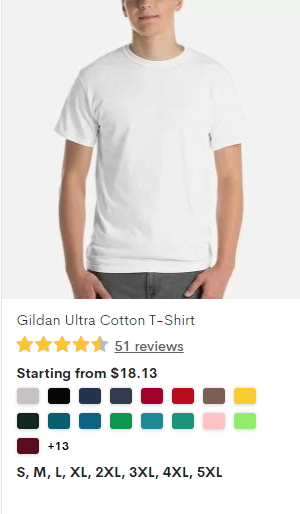 Gildan Ultra Cotton T-Shirt
51 reviews
Starting from $18.13
+13
S, M, L, XL, 2XL, 3XL, 4XL, 5XL